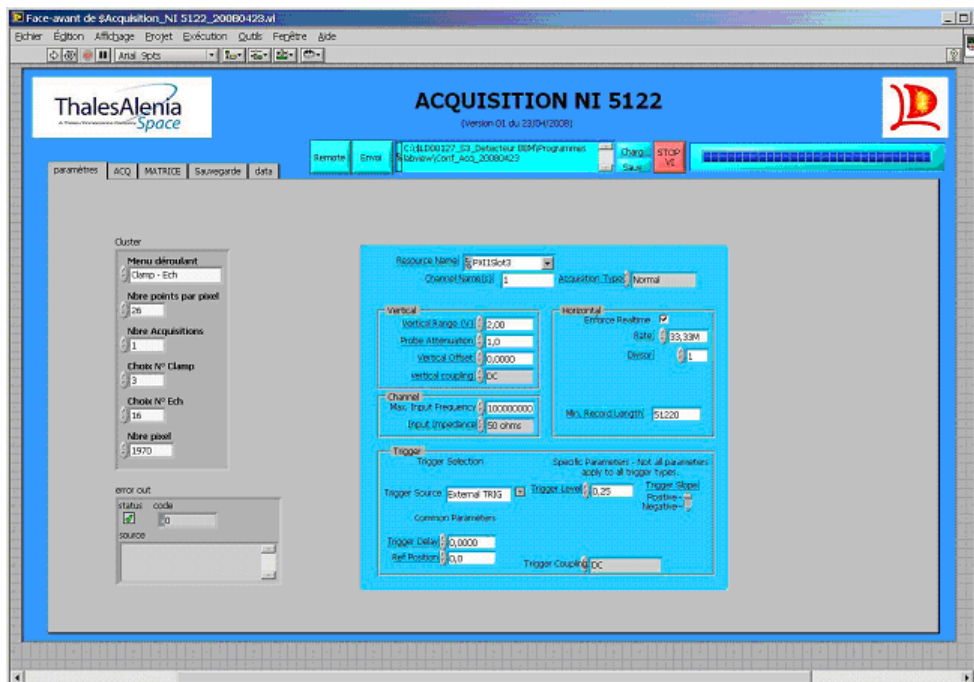 Face-avant de $Acquisition_NI 5122_20080423.vi
Fichier Édition Affichage Projet Exécution Outils Fenêtre Aide
Arial 9pts
ThalesAlenia
Space
ACQUISITION NI 5122
(Version 01 du 23/04/2008)
Remote Envoi
C:\$LD00127_S3_Detecteur BDM\Programmes
labview\Conf_Acq_20080423
Charg
Sauv
STOP
VI
paramètres ACQ MATRICE Sauvegarde data
Cluster
Menu déroulant
Clamp - Ech
Nbre points par pixel
26
Nbre Acquisitions
1
Choix N° Clamp
3
Choix N° Ech
16
Nbre pixel
1970
error out
status code
0
source
Resource Name PXI1Slot3
Channel Name(s) 1 Acquisition Type Normal
Vertical
Vertical Range (V) 2,00
Probe Attenuation 1,0
Vertical Offset 0,0000
vertical coupling DC
Channel
Max. Input Frequency 100000000
Input Impedance 50 ohms
Horizontal
Enforce Realtime
Rate 33,33M
Divisor 1
Min. Record Length 51220
Trigger
Trigger Selection
Specific Parameters - Not all parameters
apply to all trigger types.
Trigger Source External TRIG Trigger Level 0,25
Trigger Slope
Positive
Negative
Common Parameters
Trigger Delay 0,0000
Ref Position 0,0
Trigger Coupling DC